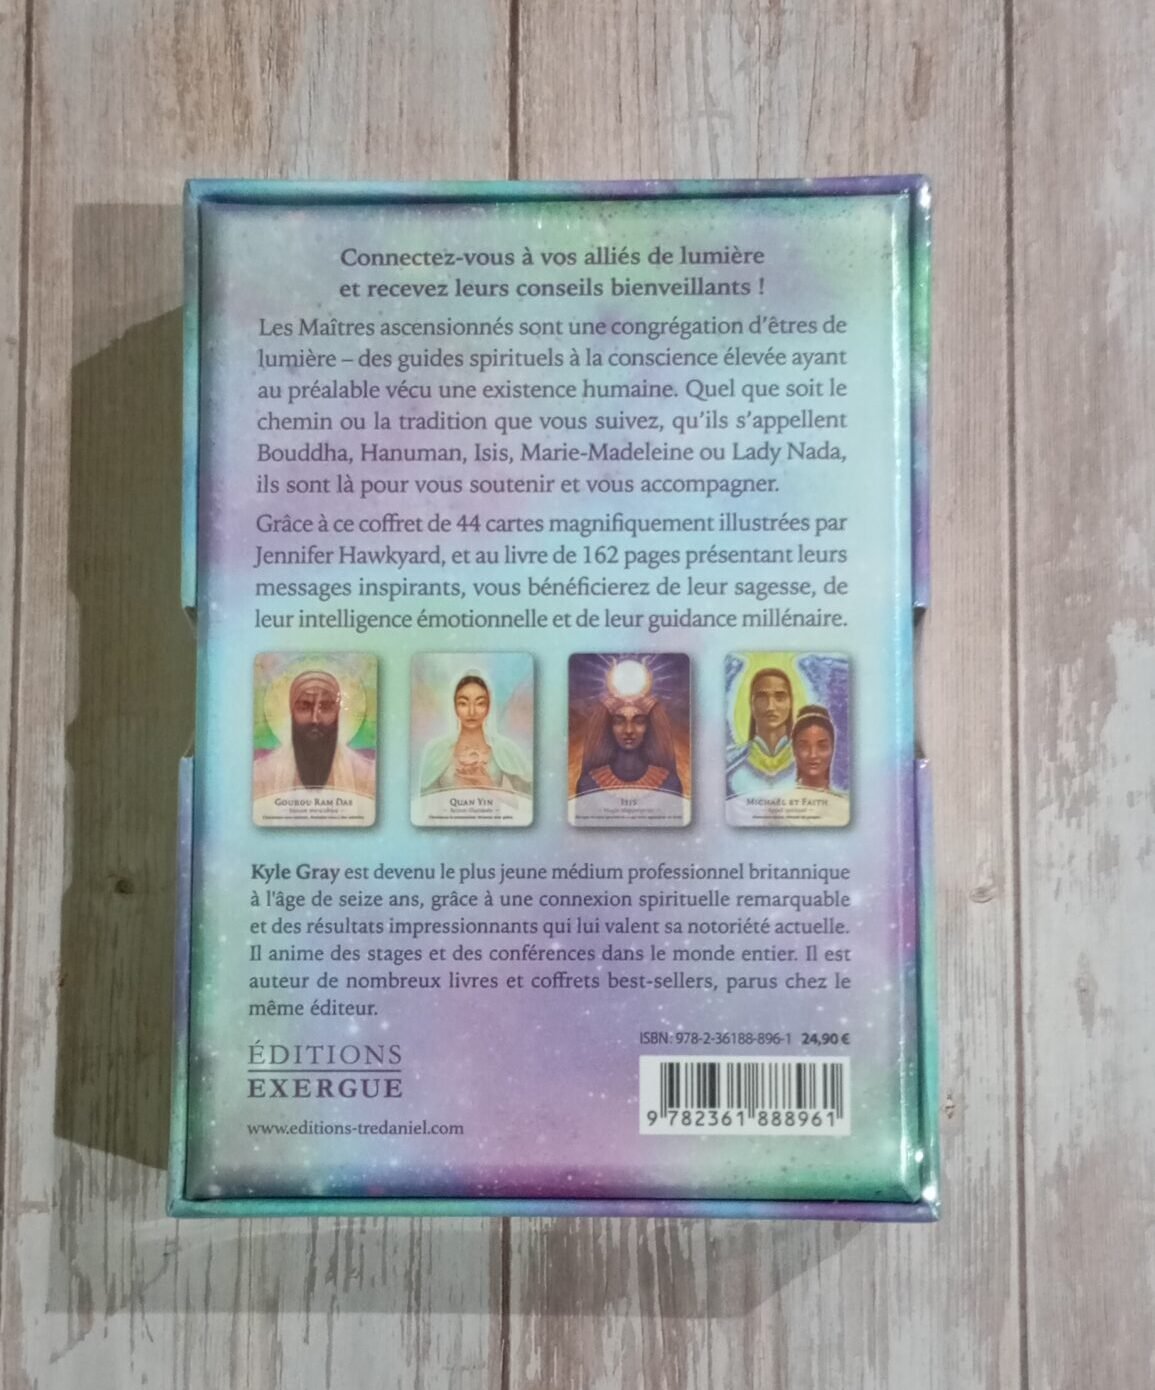 Connectez-vous à vos alliés de lumière
et recevez leurs conseils bienveillants !
Les Maîtres ascensionnés sont une congrégation d'êtres de
lumière – des guides spirituels à la conscience élevée ayant
au préalable vécu une existence humaine. Quel que soit le
chemin ou la tradition que vous suivez, qu'ils s'appellent
Bouddha, Hanuman, Isis, Marie-Madeleine ou Lady Nada,
ils sont là pour vous soutenir et vous accompagner.
Grâce à ce coffret de 44 cartes magnifiquement illustrées par
Jennifer Hawkyard, et au livre de 162 pages présentant leurs
messages inspirants, vous bénéficierez de leur sagesse, de
leur intelligence émotionnelle et de leur guidance millénaire.
Gourou Ram Das
Quan Yin
Isis
Michaël et Faith
Kyle Gray est devenu le plus jeune médium professionnel britannique
à l'âge de seize ans, grâce à une connexion spirituelle remarquable
et des résultats impressionnants qui lui valent sa notoriété actuelle.
Il anime des stages et des conférences dans le monde entier. Il est
auteur de nombreux livres et coffrets best-sellers, parus chez le
même éditeur.
ÉDITIONS
EXERGUE
www.editions-tredaniel.com
ISBN: 978-2-36188-896-1 24,90 €
9 782361 888961